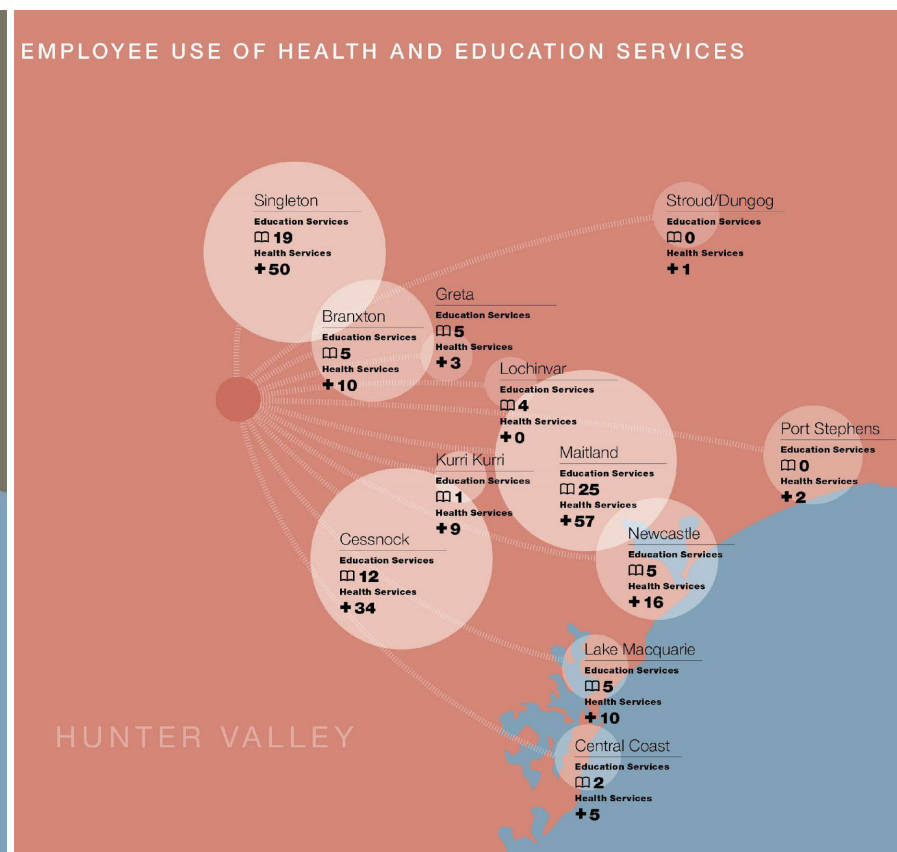 EMPLOYEE USE OF HEALTH AND EDUCATION SERVICES
Singleton
Education Services
19
Health Services
+50
Stroud/Dungog
Education Services
0
Health Services
+1
Greta
Education Services
5
Health Services
+3
Branxton
Education Services
5
Health Services
+10
Lochinvar
Education Services
4
Health Services
+0
Port Stephens
Education Services
0
Health Services
+2
Maitland
Education Services
25
Health Services
+57
Kurri Kurri
Education Services
1
Health Services
+9
Newcastle
Education Services
5
Health Services
+16
Cessnock
Education Services
12
Health Services
+34
Lake Macquarie
Education Services
5
Health Services
+10
Central Coast
Education Services
2
Health Services
+5
HUNTER VALLEY